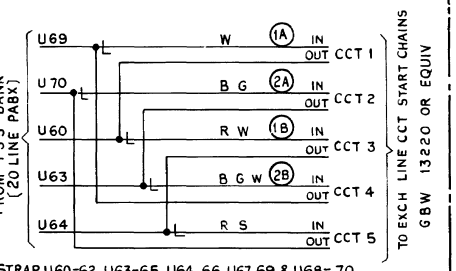 (20 LINE PABX)
U69 W 1A IN
OUT CCT 1
U70 B G 2A IN
OUT CCT 2
U60 R W 1B IN
OUT CCT 3
U63 B G W 2B IN
OUT CCT 4
U64 R S IN
OUT CCT 5
TO EXCH LINE CCT START CHAINS
GBW 13220 OR EQUIV